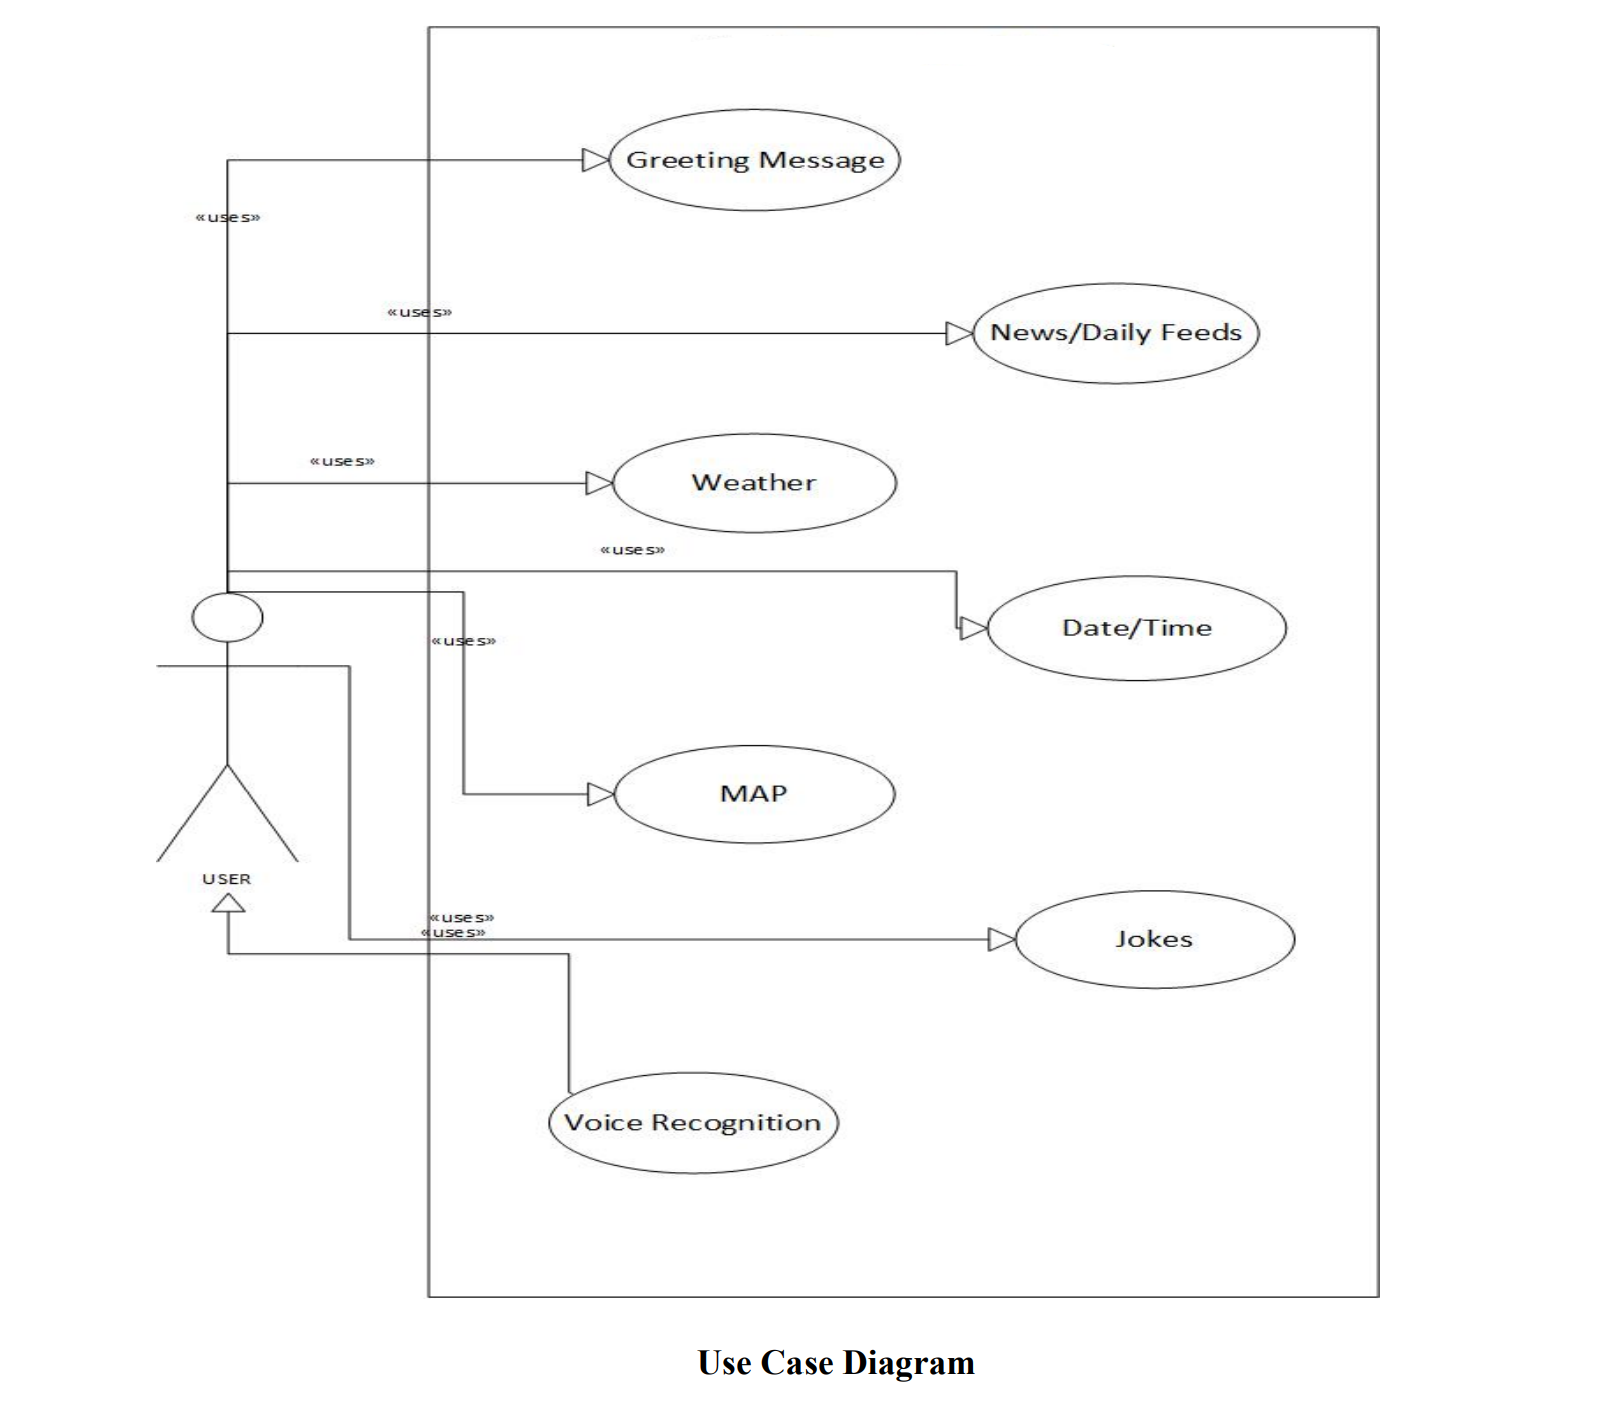 Greeting Message
«uses»
«uses»
News/Daily Feeds
«uses»
Weather
«uses»
Date/Time
«uses»
MAP
USER
«uses»
«uses»
Jokes
Voice Recognition
Use Case Diagram